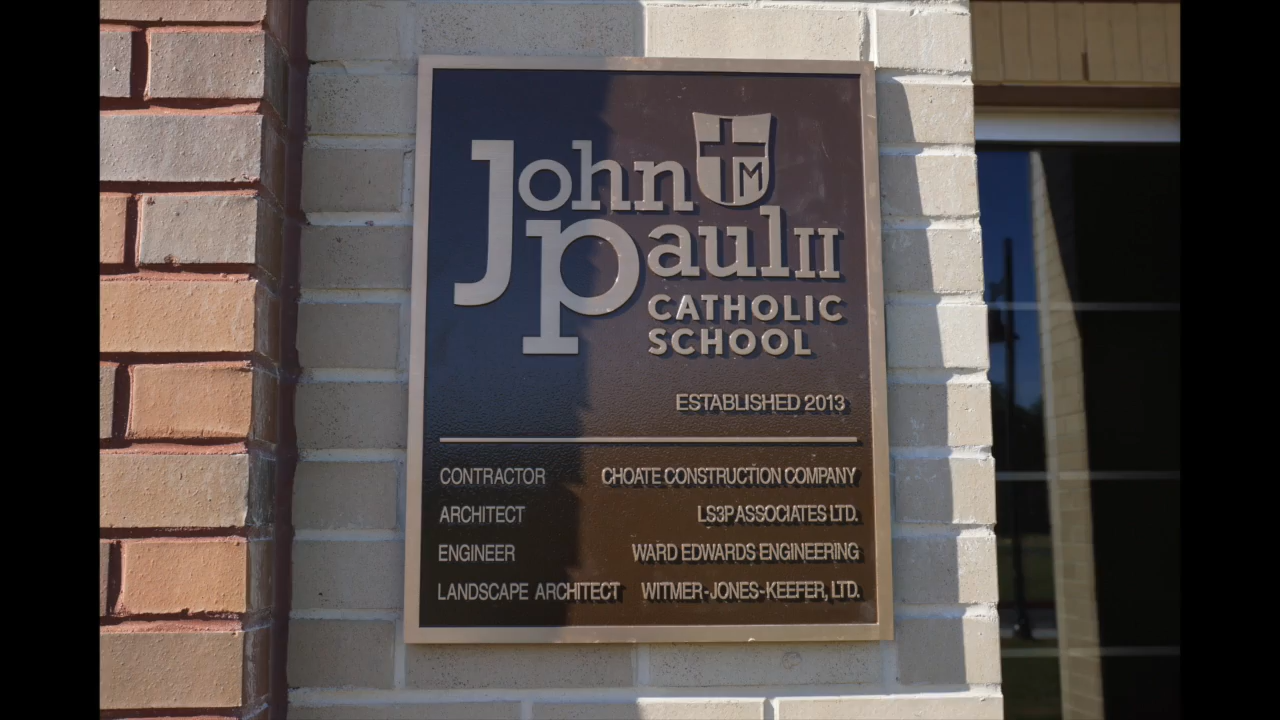 M
John
Paul II
CATHOLIC
SCHOOL
ESTABLISHED 2013
CONTRACTOR CHOATE CONSTRUCTION COMPANY
ARCHITECT LS3P ASSOCIATES LTD.
ENGINEER WARD EDWARDS ENGINEERING
LANDSCAPE ARCHITECT WITMER-JONES-KEEFER, LTD.